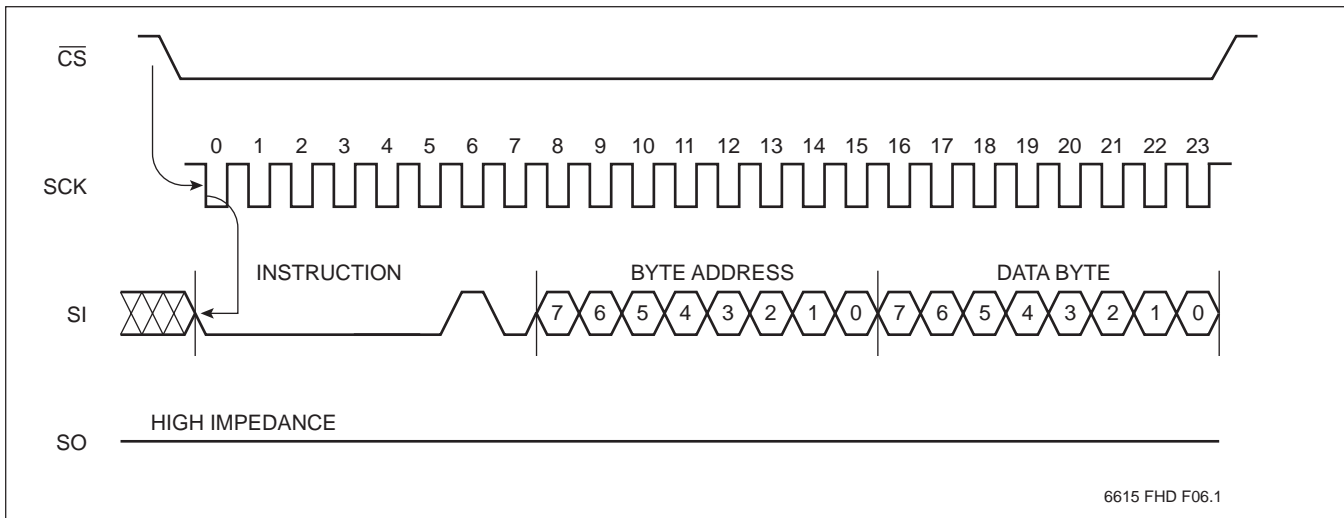 C̅S̅
0 1 2 3 4 5 6 7 8 9 10 11 12 13 14 15 16 17 18 19 20 21 22 23
SCK
INSTRUCTION BYTE ADDRESS DATA BYTE
SI 7 6 5 4 3 2 1 0 7 6 5 4 3 2 1 0
HIGH IMPEDANCE
SO
6615 FHD F06.1